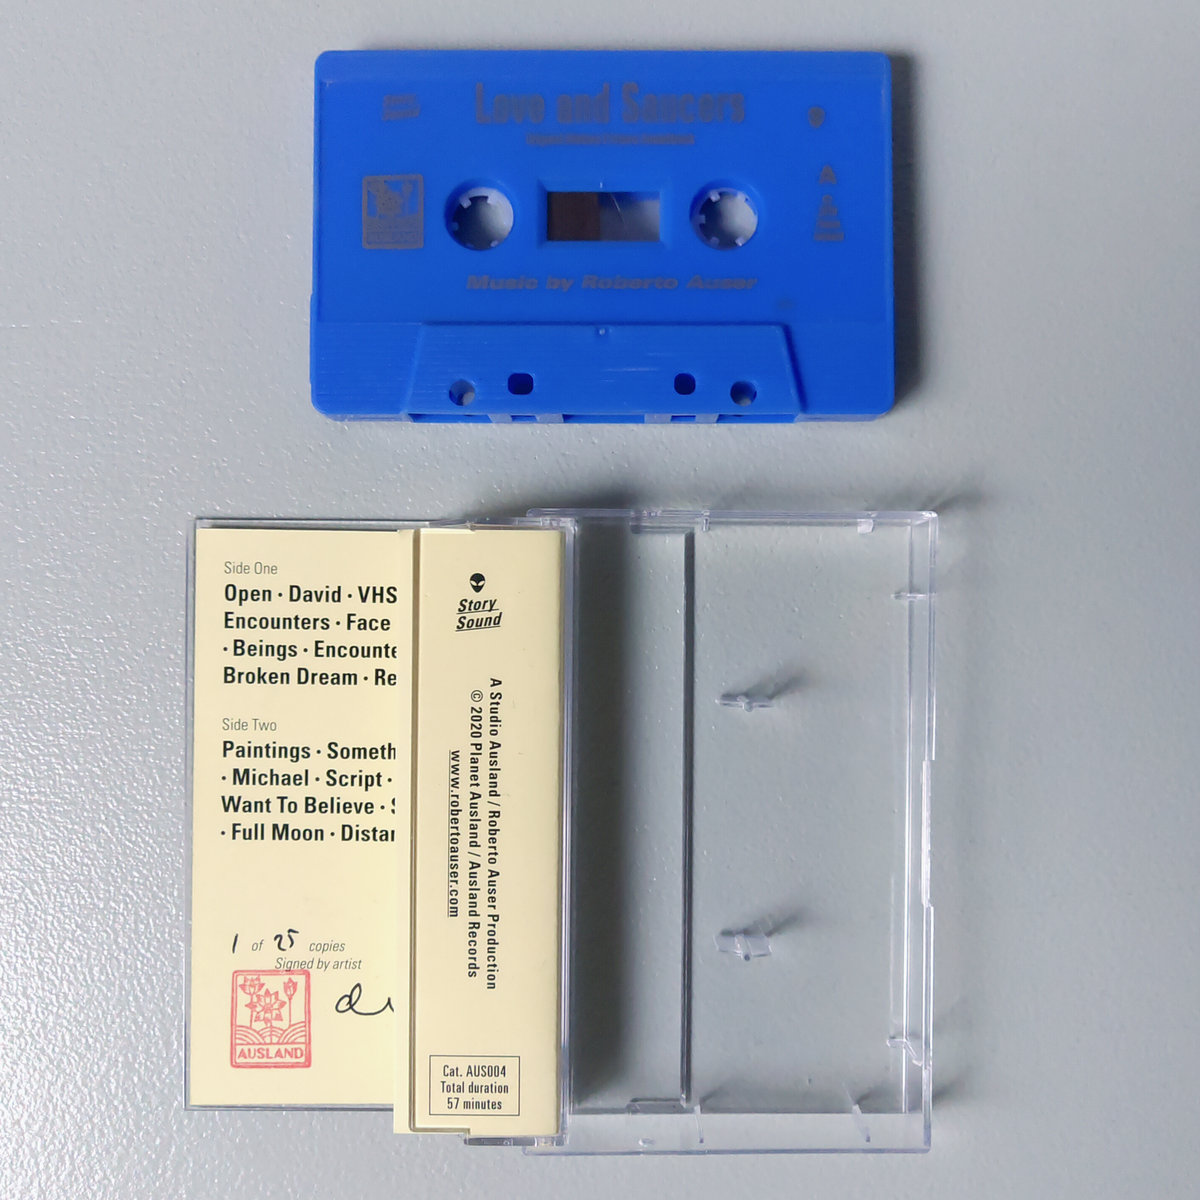 Love and Saucers
A
Music by Roberto Auser
Side One
Open · David · VHS
Encounters · Face
· Beings · Encounte
Broken Dream · Re
Side Two
Paintings · Someth
· Michael · Script ·
Want To Believe · S
· Full Moon · Distan
1 of 25 copies
Signed by artist
AUSLAND
Story
Sound
A Studio Ausland / Roberto Auser Production
© 2020 Planet Ausland / Ausland Records
www.robertoauser.com
Cat. AUS004
Total duration
57 minutes